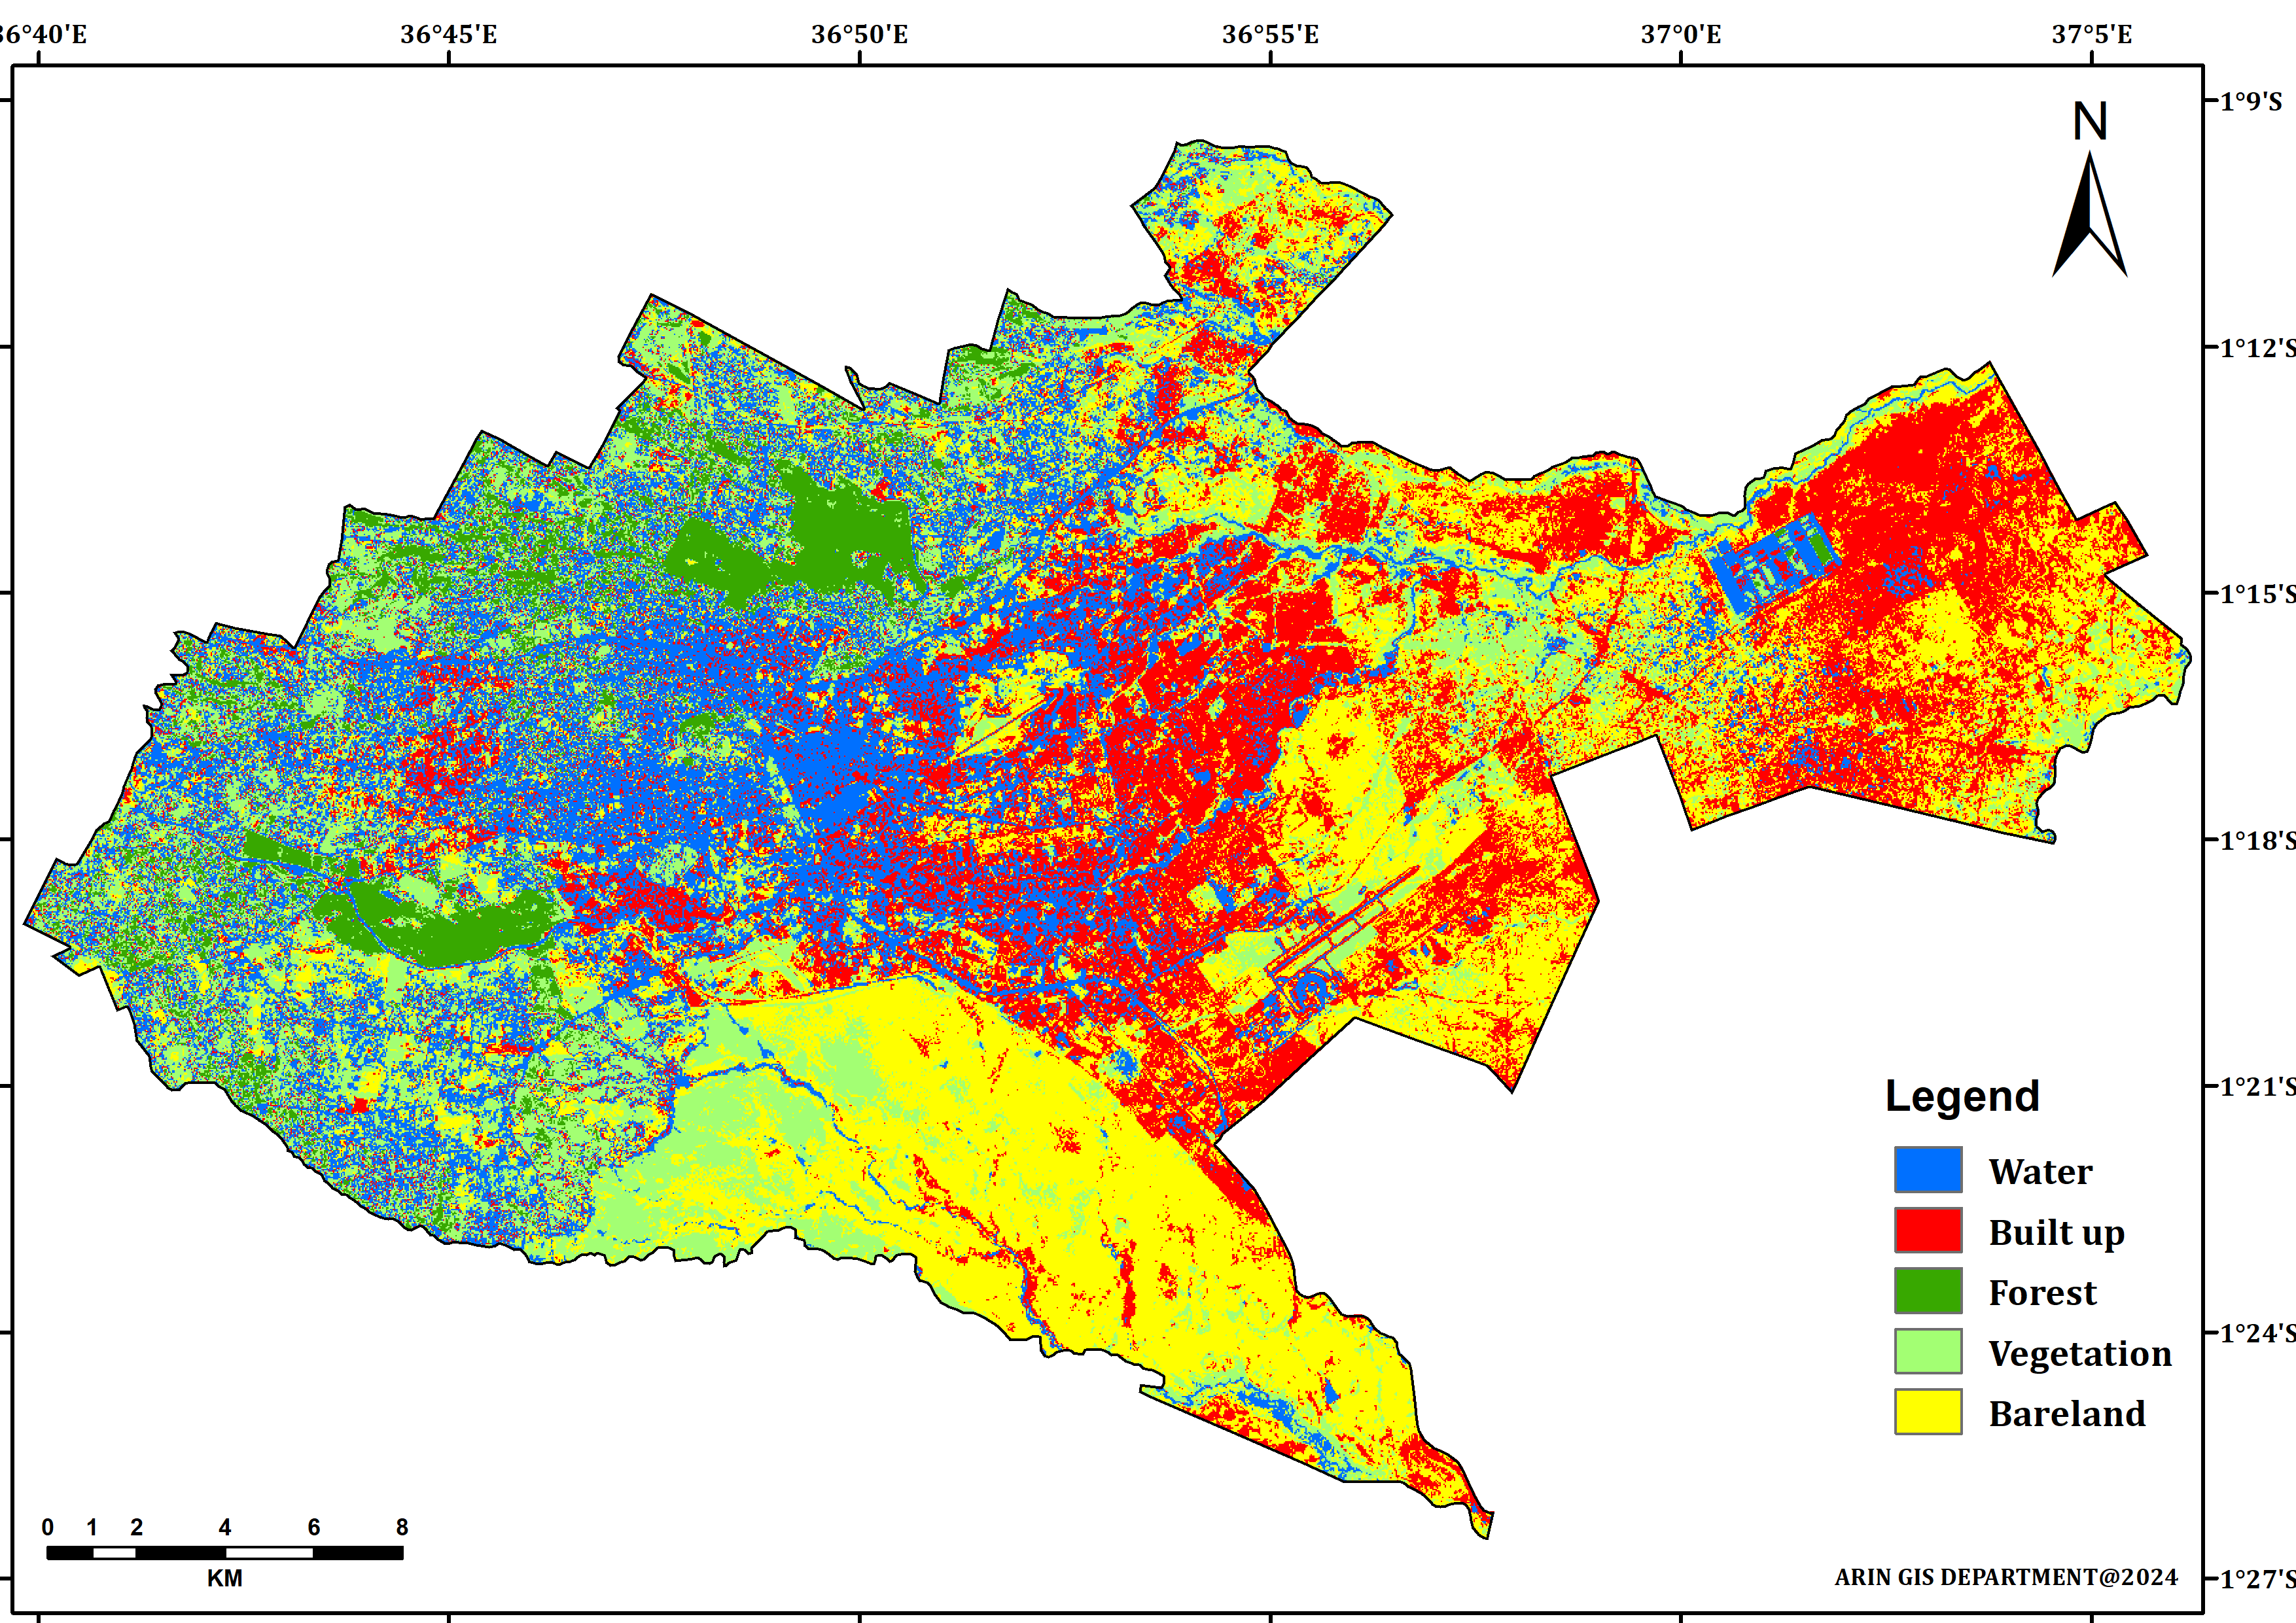 36°40'E 36°45'E 36°50'E 36°55'E 37°0'E 37°5'E
1°9'S
N
1°12'S
1°15'S
1°18'S
1°21'S
Legend
Water
Built up
Forest
1°24'S
Vegetation
Bareland
0 1 2 4 6 8
KM
ARIN GIS DEPARTMENT@2024
1°27'S